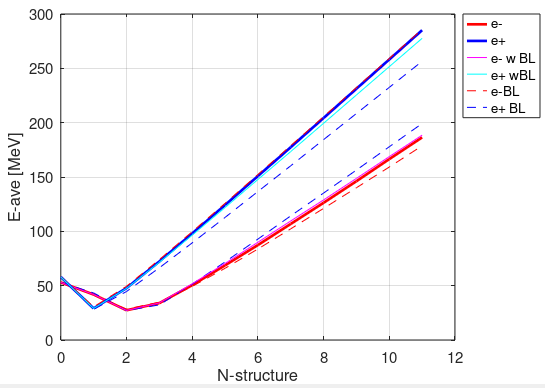 300
250
200
150
100
50
0
E-ave [MeV]
0 2 4 6 8 10 12
N-structure
e-
e+
e- w BL
e+ wBL
e-BL
e+ BL